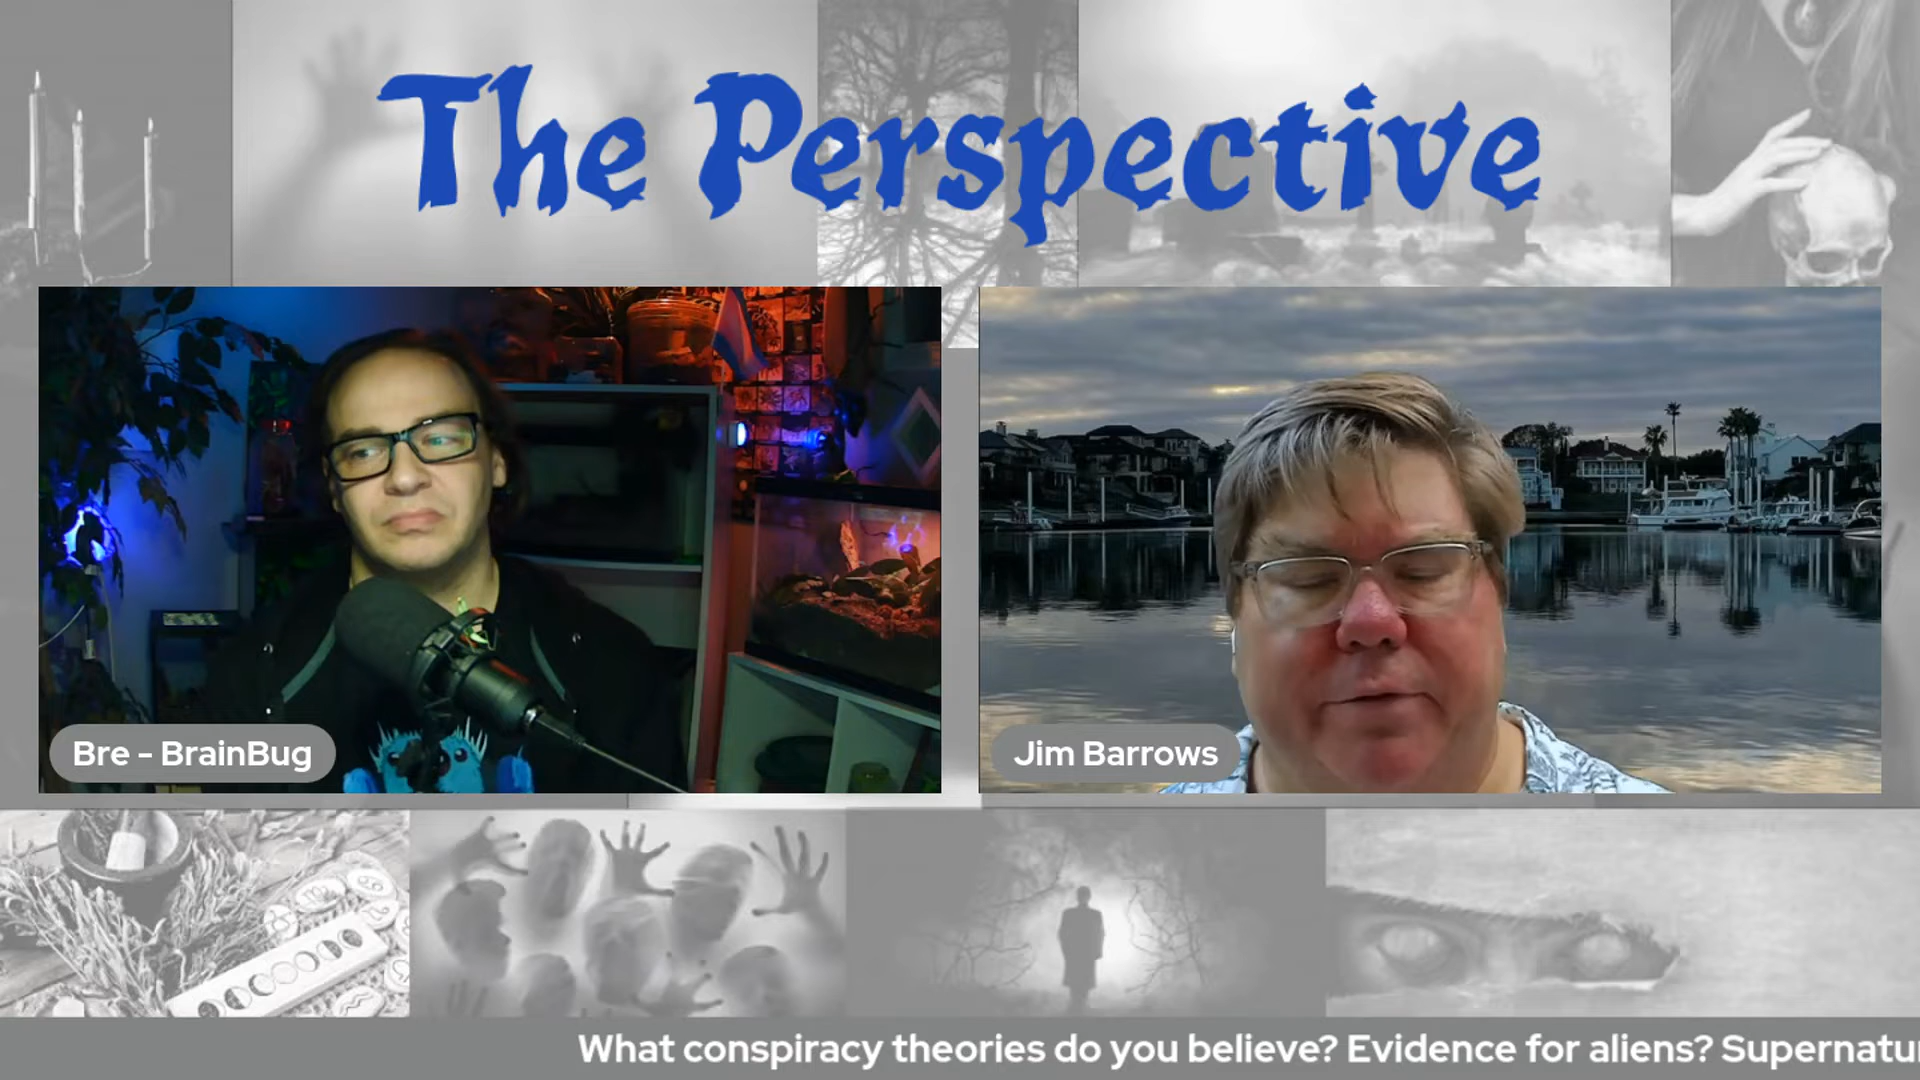 The Perspective
Bre - BrainBug
Jim Barrows
What conspiracy theories do you believe? Evidence for aliens?